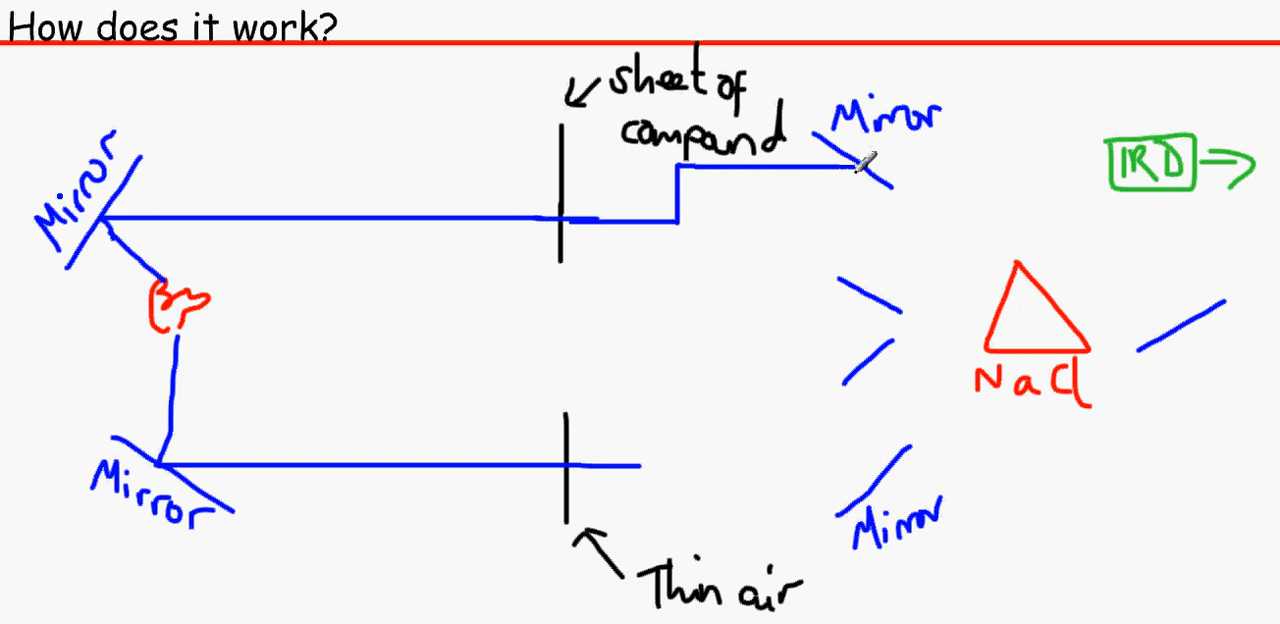 How does it work?
sheet of
compand
Mirror
Mirror
IRD
NaCl
Mirror
Mirror
Thin air